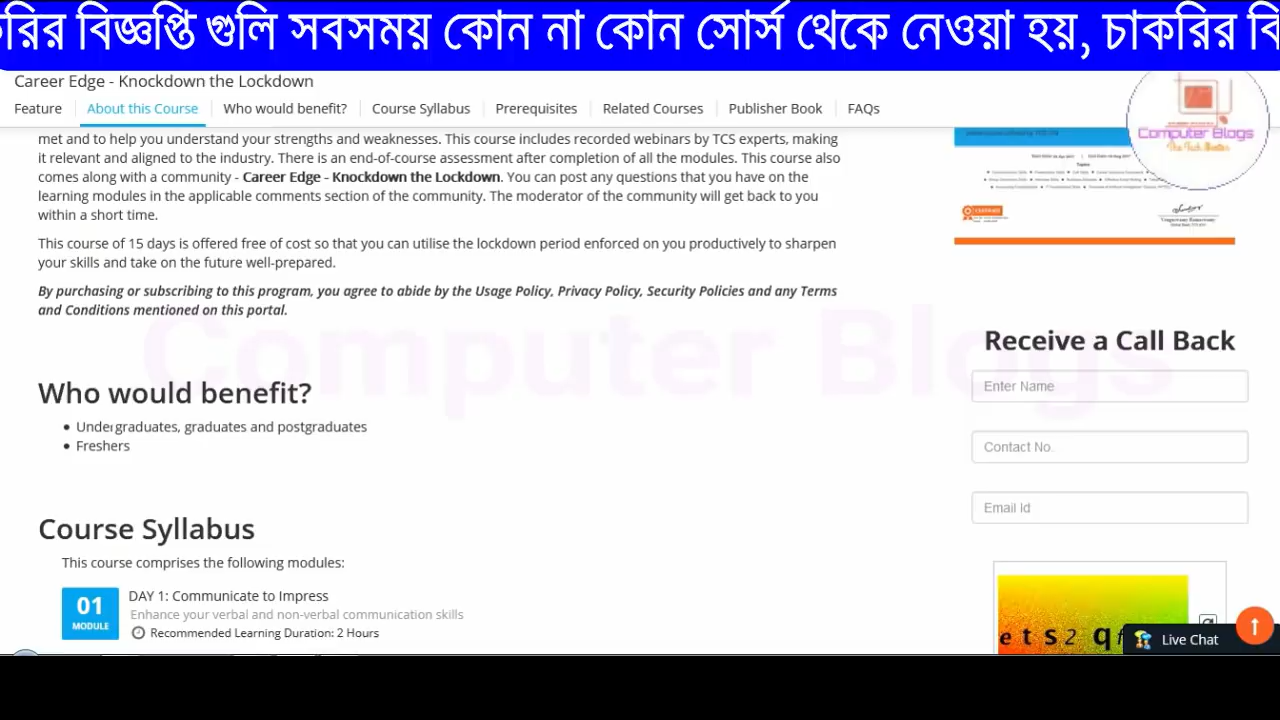 রির বিজ্ঞপ্তি গুলি সবসময় কোন না কোন সোর্স থেকে নেওয়া হয়, চাকরির বি
Career Edge - Knockdown the Lockdown
Feature
About this Course
Who would benefit?
Course Syllabus
Prerequisites
Related Courses
Publisher Book
FAQs
Computer Blogs
The Tech Master
met and to help you understand your strengths and weaknesses. This also includes recorded webinars by TCS experts, making
it relevant and aligned to the industry. There is an end-of-course assessment after completion of all the modules. This course also
comes along with a community - Career Edge - Knockdown the Lockdown. You can post any questions that you have on the
learning modules in the applicable comments section of the community. The moderator of the community will get back to you
within a short time.
This course of 15 days is offered free of cost so that you can utilise the lockdown period enforced on you productively to sharpen
your skills and take on the future well-prepared.
By purchasing or subscribing to this program, you agree to abide by the Usage Policy, Privacy Policy, Security Policies and any Terms
and Conditions mentioned on this portal.
Computer Blogs
Who would benefit?
Undergraduates, graduates and postgraduates
Freshers
Course Syllabus
This course comprises the following modules:
01
MODULE
DAY 1: Communicate to Impress
Enhance your verbal and non-verbal communication skills
Recommended Learning Duration: 2 Hours
Receive a Call Back
Enter Name
Contact No
Email Id
e t s 2 q
Live Chat